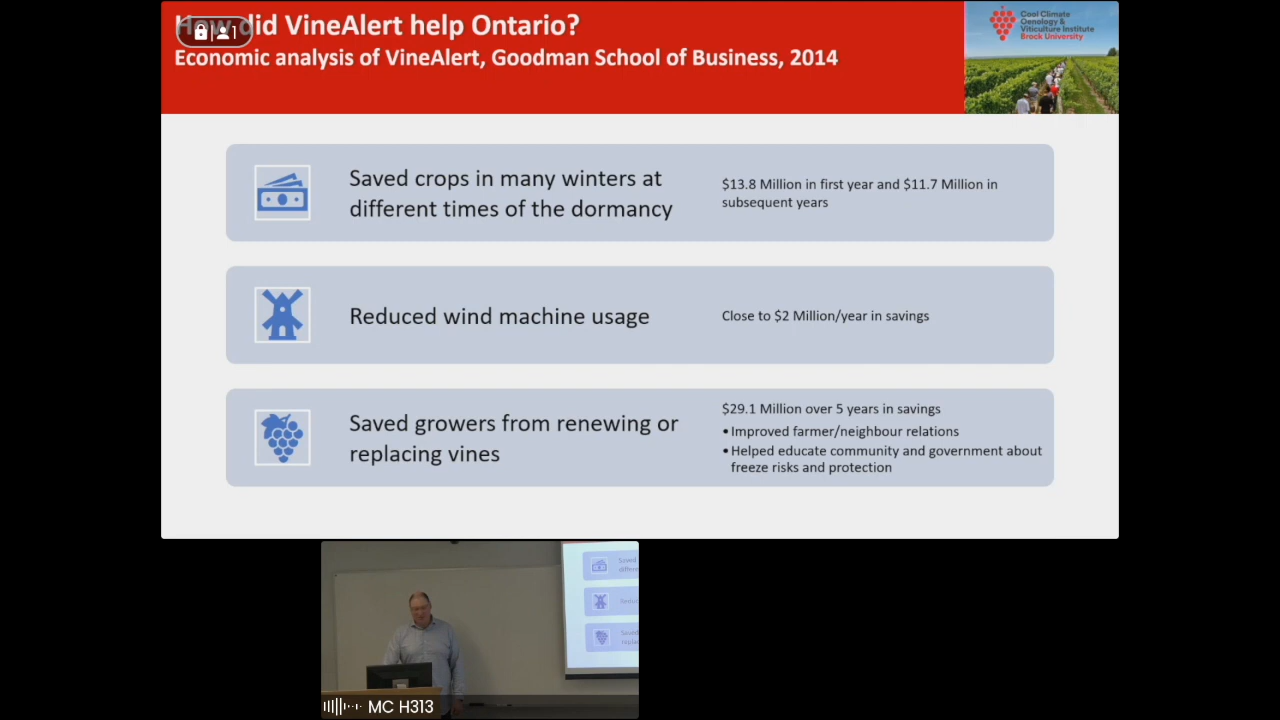 How did VineAlert help Ontario?
1
Economic analysis of VineAlert, Goodman School of Business, 2014
Cool Climate
Oenology &
Viticulture Institute
Brock University
Saved crops in many winters at
different times of the dormancy
$13.8 Million in first year and $11.7 Million in
subsequent years
Reduced wind machine usage
Close to $2 Million/year in savings
Saved growers from renewing or
replacing vines
$29.1 Million over 5 years in savings
•Improved farmer/neighbour relations
•Helped educate community and government about
freeze risks and protection
Saved
MC H313